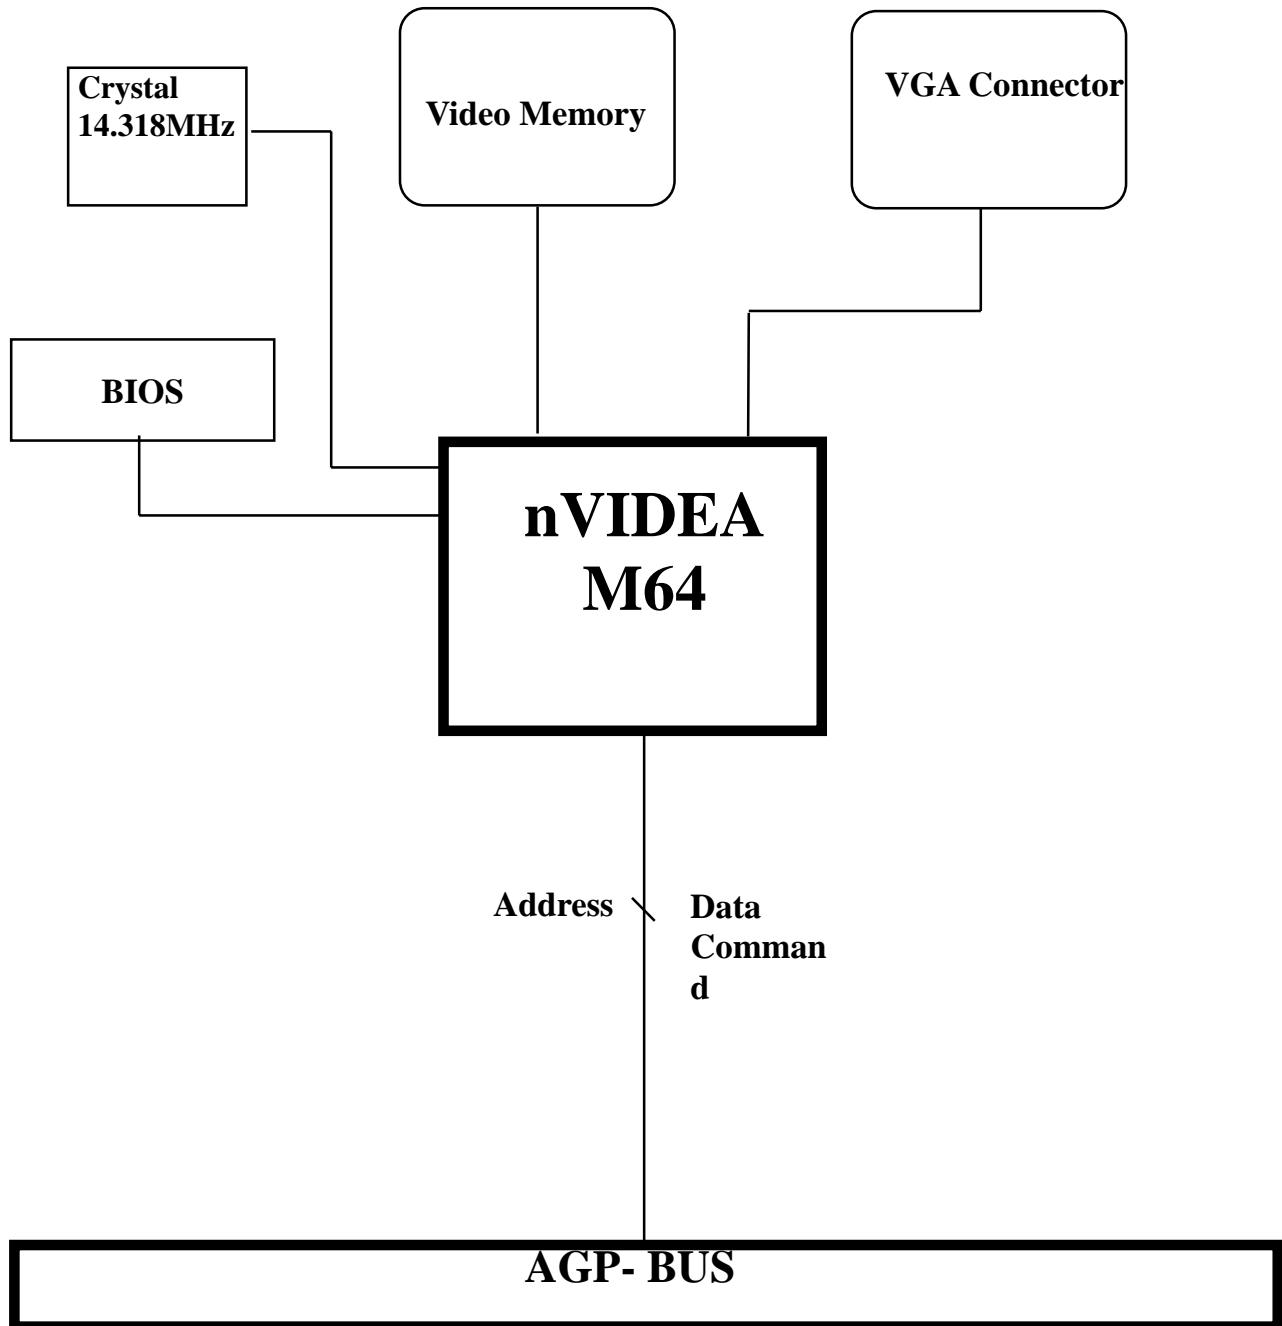 Crystal
14.318MHz
Video Memory
VGA Connector
BIOS
nVIDEA
M64
Address
Data
Comman
d
AGP- BUS